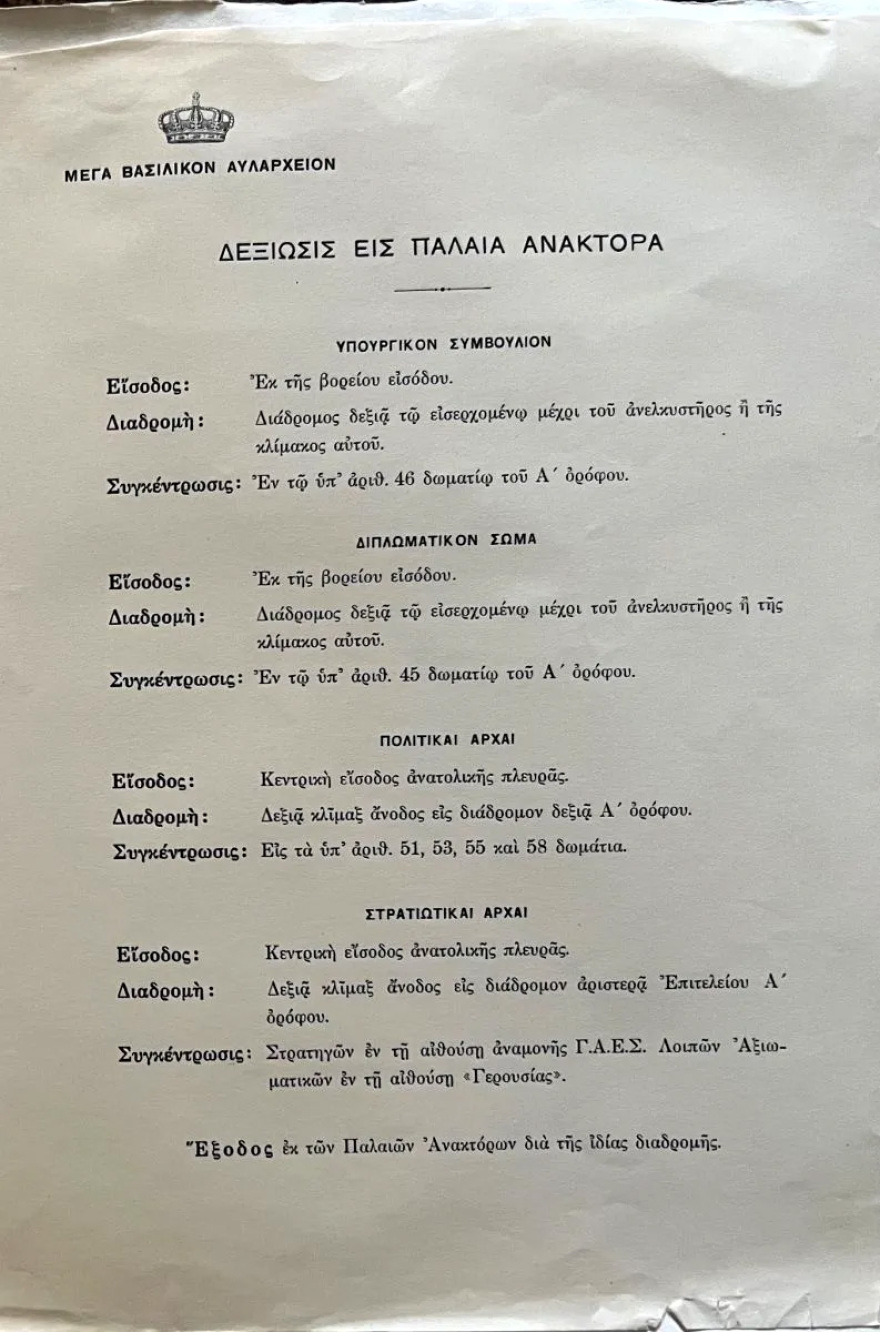 ΜΕΓΑ ΒΑΣΙΛΙΚΟΝ ΑΥΛΑΡΧΕΙΟΝ
ΔΕΞΙΩΣΙΣ ΕΙΣ ΠΑΛΑΙΑ ΑΝΑΚΤΟΡΑ
ΥΠΟΥΡΓΙΚΟΝ ΣΥΜΒΟΥΛΙΟΝ
Εἴσοδος: Ἐκ τῆς βορείου εἰσόδου.
Διαδρομὴ: Διάδρομος δεξιᾷ τῷ εἰσερχομένῳ μέχρι τοῦ ἀνελκυστῆρος ἢ τῆς
κλίμακος αὐτοῦ.
Συγκέντρωσις: Ἐν τῷ ὑπ’ ἀριθ. 46 δωματίῳ τοῦ Α΄ ὀρόφου.
ΔΙΠΛΩΜΑΤΙΚΟΝ ΣΩΜΑ
Εἴσοδος: Ἐκ τῆς βορείου εἰσόδου.
Διαδρομὴ: Διάδρομος δεξιᾷ τῷ εἰσερχομένῳ μέχρι τοῦ ἀνελκυστῆρος ἢ τῆς
κλίμακος αὐτοῦ.
Συγκέντρωσις: Ἐν τῷ ὑπ’ ἀριθ. 45 δωματίῳ τοῦ Α΄ ὀρόφου.
ΠΟΛΙΤΙΚΑΙ ΑΡΧΑΙ
Εἴσοδος: Κεντρικὴ εἴσοδος ἀνατολικῆς πλευρᾶς.
Διαδρομὴ: Δεξιᾷ κλῖμαξ ἄνοδος εἰς διάδρομον δεξιᾷ Α΄ ὀρόφου.
Συγκέντρωσις: Εἰς τὰ ὑπ’ ἀριθ. 51, 53, 55 καὶ 58 δωμάτια.
ΣΤΡΑΤΙΩΤΙΚΑΙ ΑΡΧΑΙ
Εἴσοδος: Κεντρικὴ εἴσοδος ἀνατολικῆς πλευρᾶς.
Διαδρομὴ: Δεξιᾷ κλῖμαξ ἄνοδος εἰς διάδρομον ἀριστερᾷ Ἐπιτελείου Α΄
ὀρόφου.
Συγκέντρωσις: Στρατηγῶν ἐν τῇ αἰθούσῃ ἀναμονῆς Γ.Α.Ε.Σ. Λοιπῶν Ἀξιω-
ματικῶν ἐν τῇ αἰθούσῃ «Γερουσίας».
Ἔξοδος ἐκ τῶν Παλαιῶν Ἀνακτόρων διὰ τῆς ἰδίας διαδρομῆς.